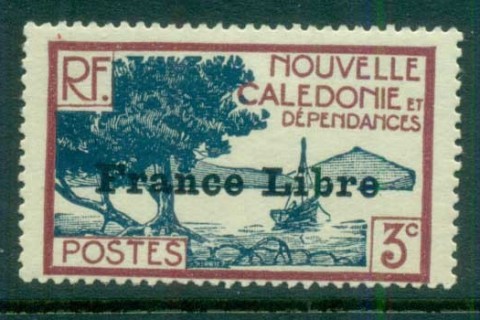 RF
NOUVELLE
CALEDONIE ET
DÉPENDANCES
France Libre
POSTES
3c